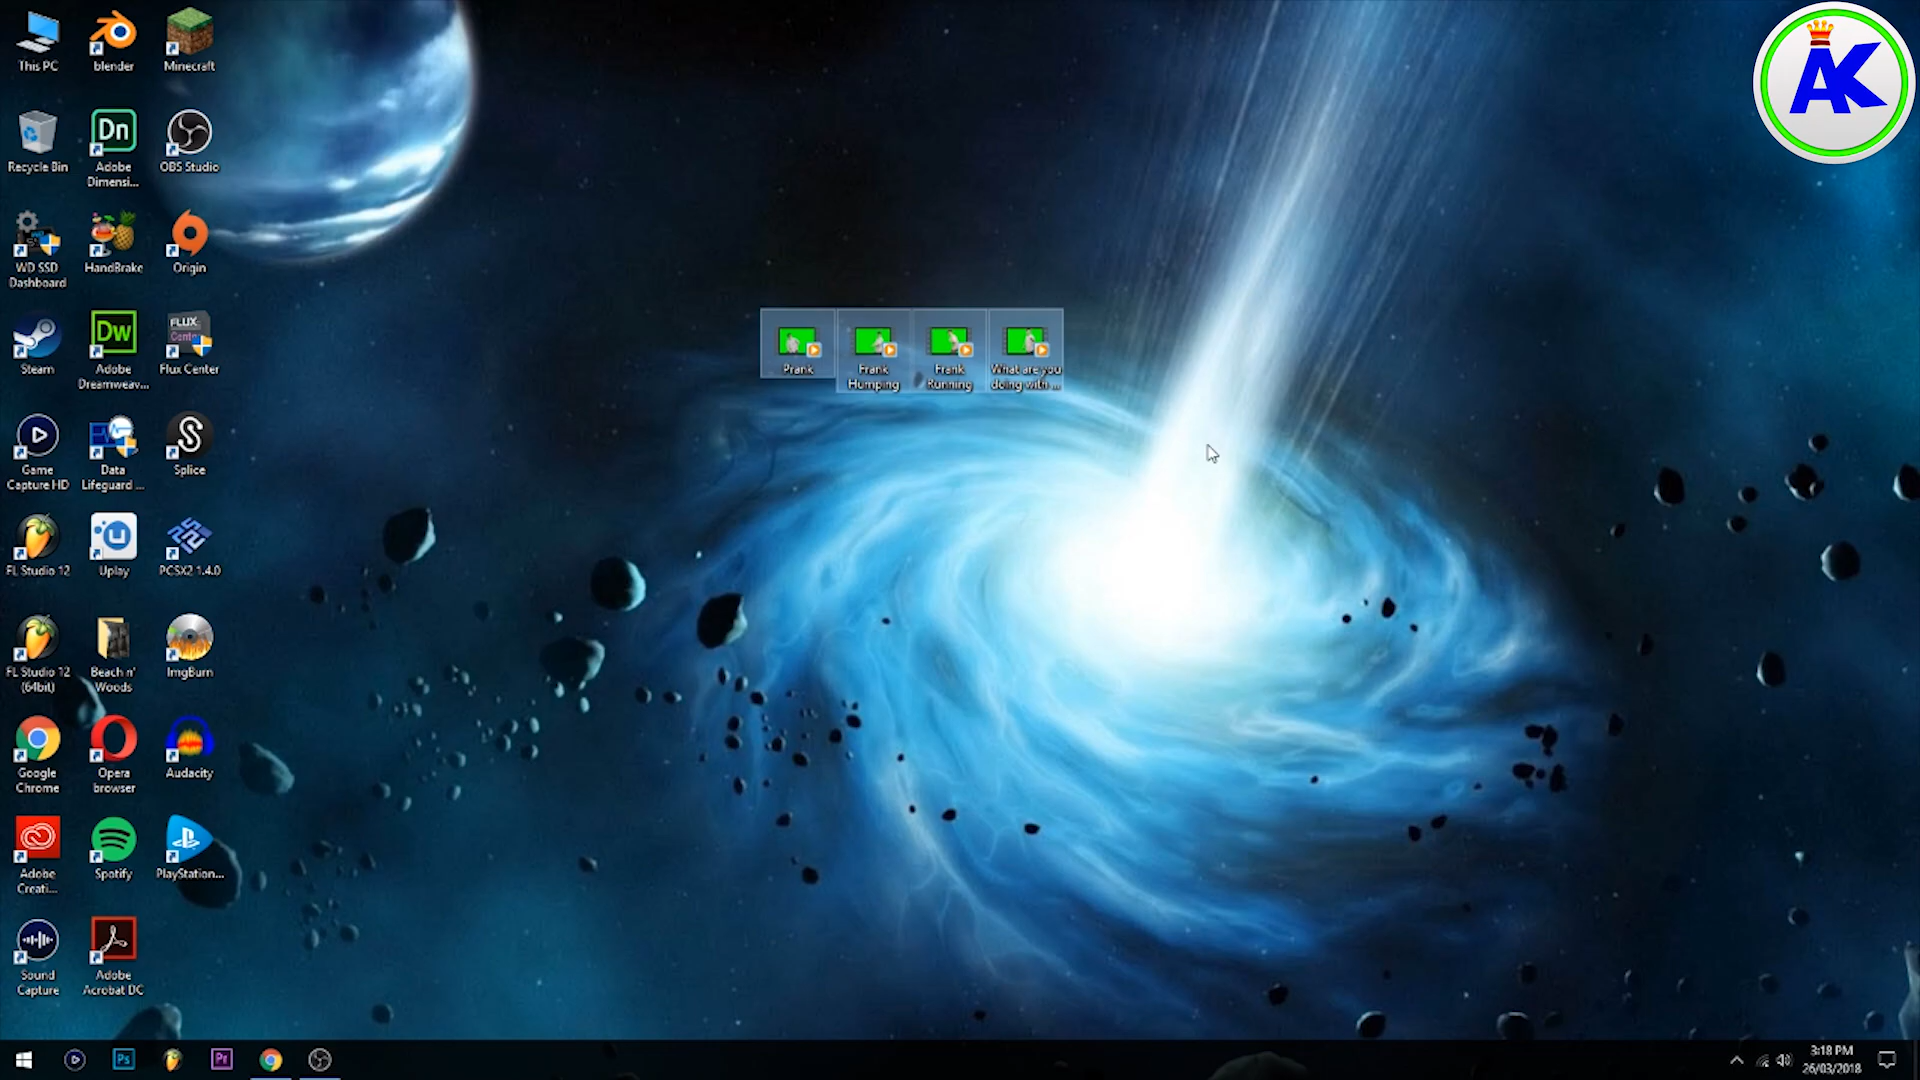 This PC
blender
Minecraft
Recycle Bin
Dn
Adobe
Dimensi...
OBS Studio
WD SSD
Dashboard
HandBrake
Origin
Steam
Dw
Adobe
Dreamweav...
FLUX
Center
Flux Center
Game
Capture HD
Data
Lifeguard ...
Splice
FL Studio 12
Uplay
PCSX2 1.4.0
FL Studio 12
(64bit)
Beach n'
Woods
ImgBurn
Google
Chrome
Opera
browser
Audacity
Adobe
Creati...
Spotify
PlayStation...
Sound
Capture
Adobe
Acrobat DC
Prank
Frank
Humping
Frank
Running
What are you
doing with ...
AK
Ps
Pr
3:18 PM
26/03/2018